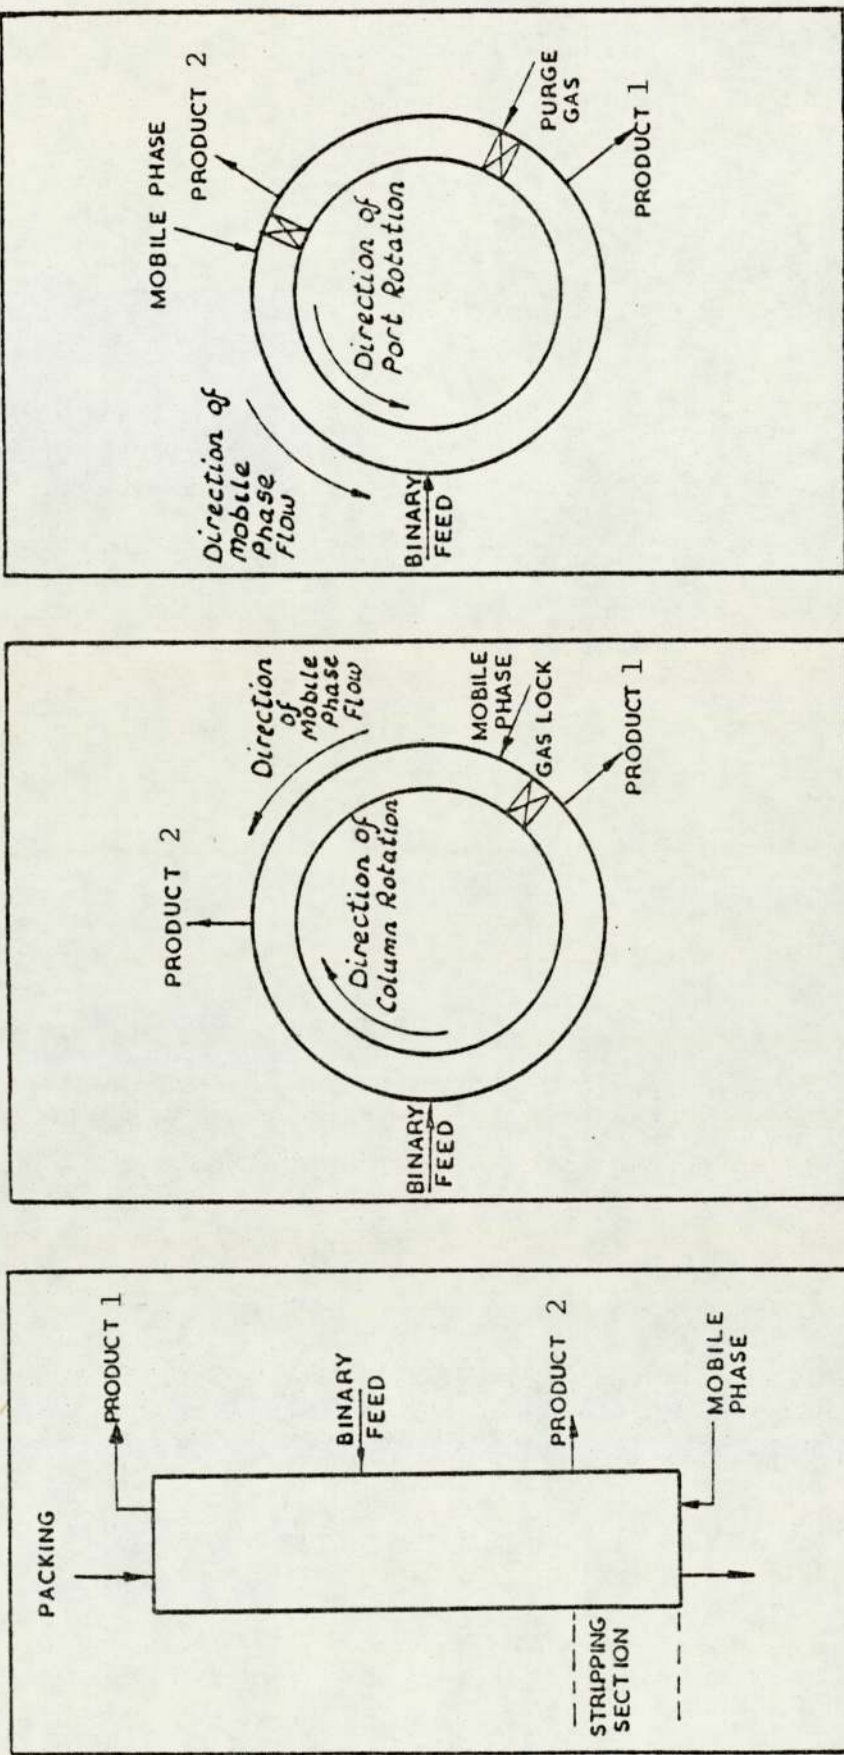 PACKING
PRODUCT 1
BINARY
FEED
PRODUCT 2
STRIPPING
SECTION
MOBILE
PHASE
PRODUCT 2
Direction
of
Mobile
Phase
Flow
Direction of
Column Rotation
BINARY
FEED
MOBILE
PHASE
GAS LOCK
PRODUCT 1
MOBILE PHASE
PRODUCT 2
Direction of
Mobile
Phase
Flow
Direction of
Port Rotation
BINARY
FEED
PURGE
GAS
PRODUCT 1